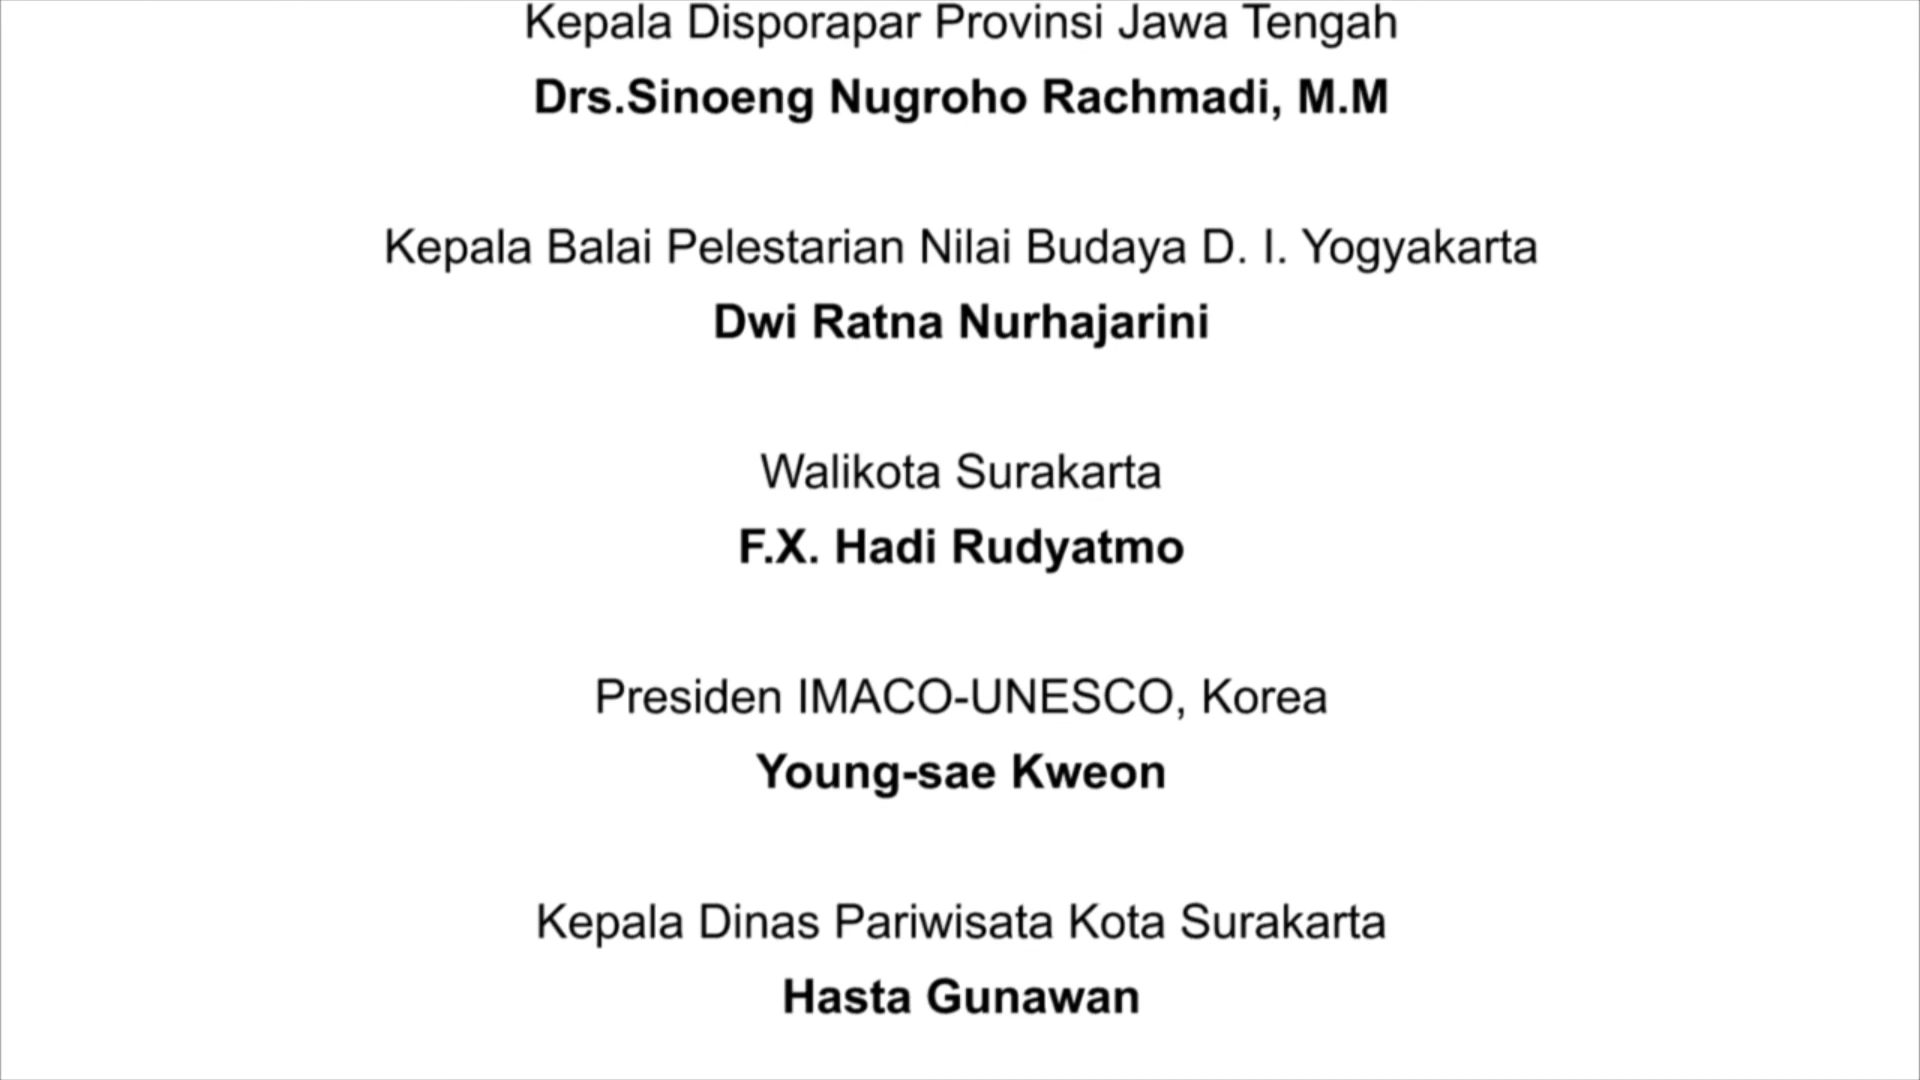 Kepala Disporapar Provinsi Jawa Tengah
Drs.Sinoeng Nugroho Rachmadi, M.M
Kepala Balai Pelestarian Nilai Budaya D. I. Yogyakarta
Dwi Ratna Nurhajarini
Walikota Surakarta
F.X. Hadi Rudyatmo
Presiden IMACO-UNESCO, Korea
Young-sae Kweon
Kepala Dinas Pariwisata Kota Surakarta
Hasta Gunawan